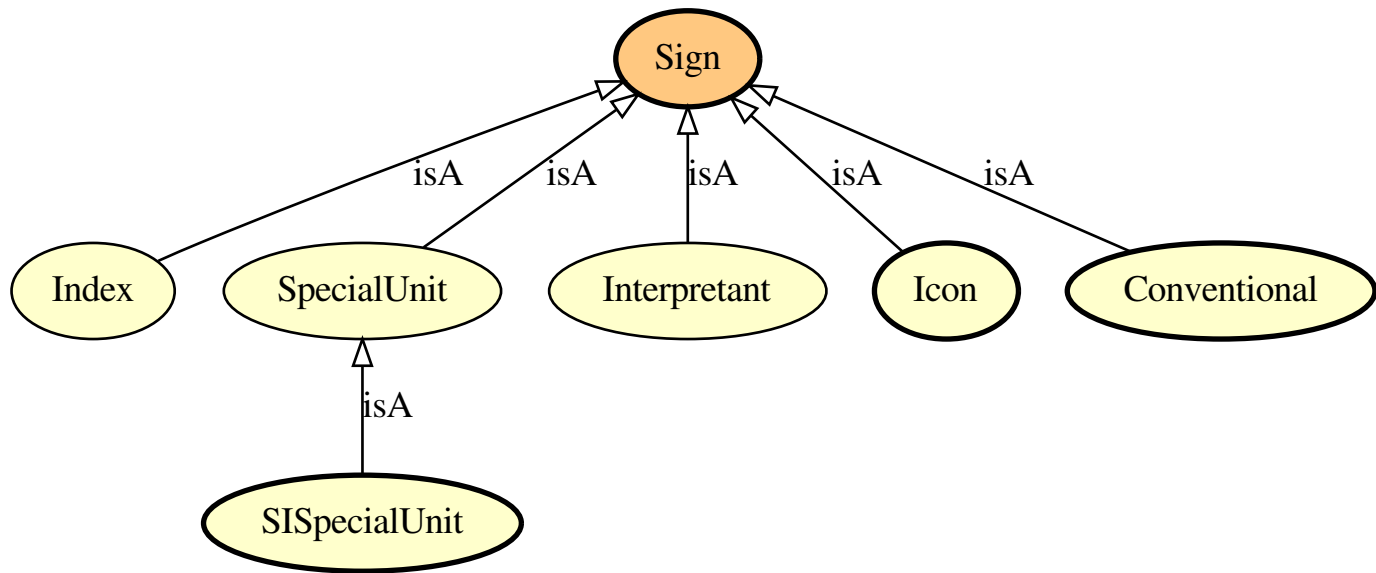 Sign
isA isA isA isA isA
Index SpecialUnit Interpretant Icon Conventional
isA
SISpecialUnit